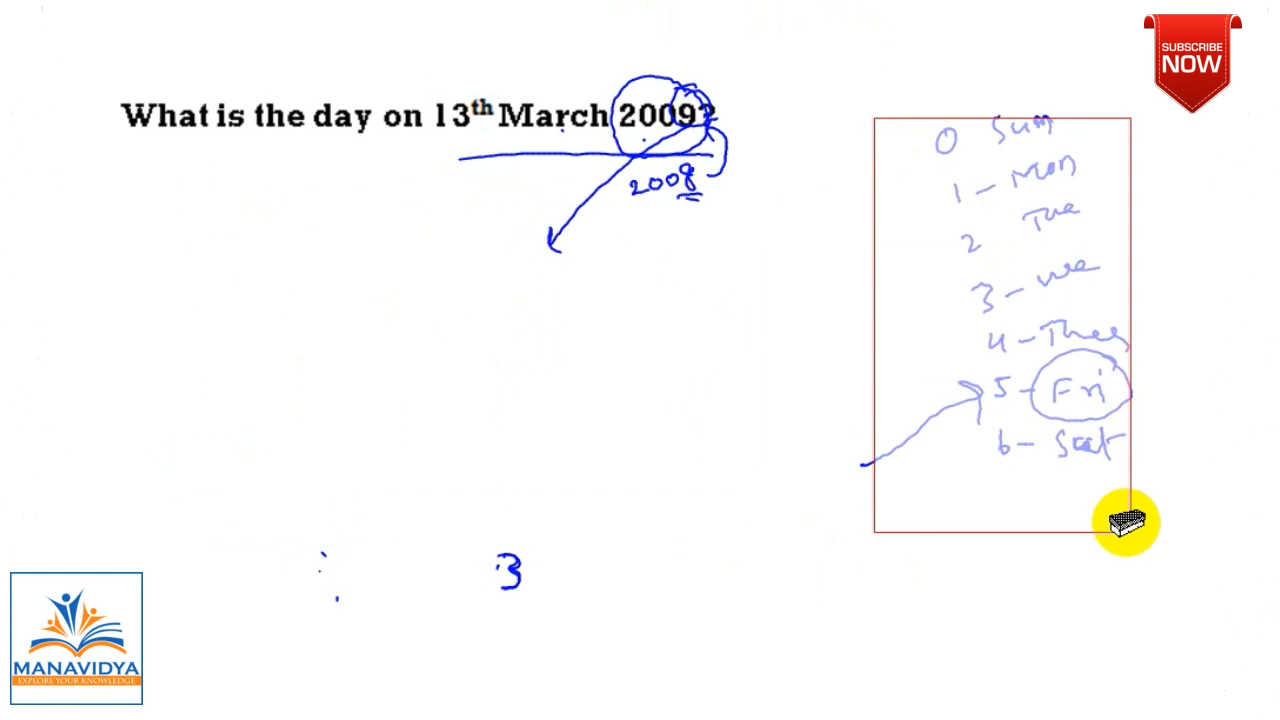 SUBSCRIBE
NOW
What is the day on 13th March 2009?
2008
0 Sun
1 - Mon
2 Tue
3 - We
4 - Thu
5 - Fri
6 - Sat
3
MANAVIDYA
EXPLORE YOUR KNOWLEDGE